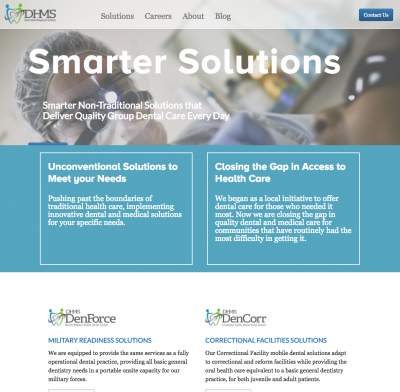 DHMS
Solutions Careers About Blog
Contact Us
Smarter Solutions
Smarter Non-Traditional Solutions that
Deliver Quality Group Dental Care Every Day
Unconventional Solutions to
Meet your Needs
Pushing past the boundaries of
traditional health care, implementing
innovative dental and medical solutions
for your specific needs.
Closing the Gap in Access to
Health Care
We began as a local initiative to offer
dental care for those who needed it
most. Now we are closing the gap in
quality dental and medical care for
communities that have routinely had the
most difficulty in getting it.
DHMS
DenForce
MILITARY READINESS SOLUTIONS
We are equipped to provide the same services as a fully
operational dental practice, providing all basic general
dentistry needs in a portable onsite capacity for our
military forces.
DHMS
DenCorr
CORRECTIONAL FACILITIES SOLUTIONS
Our Correctional Facility mobile dental solutions adapt
to correctional and reform facilities while providing the
oral health care equivalent to a basic general dentistry
practice, for both juvenile and adult patients.